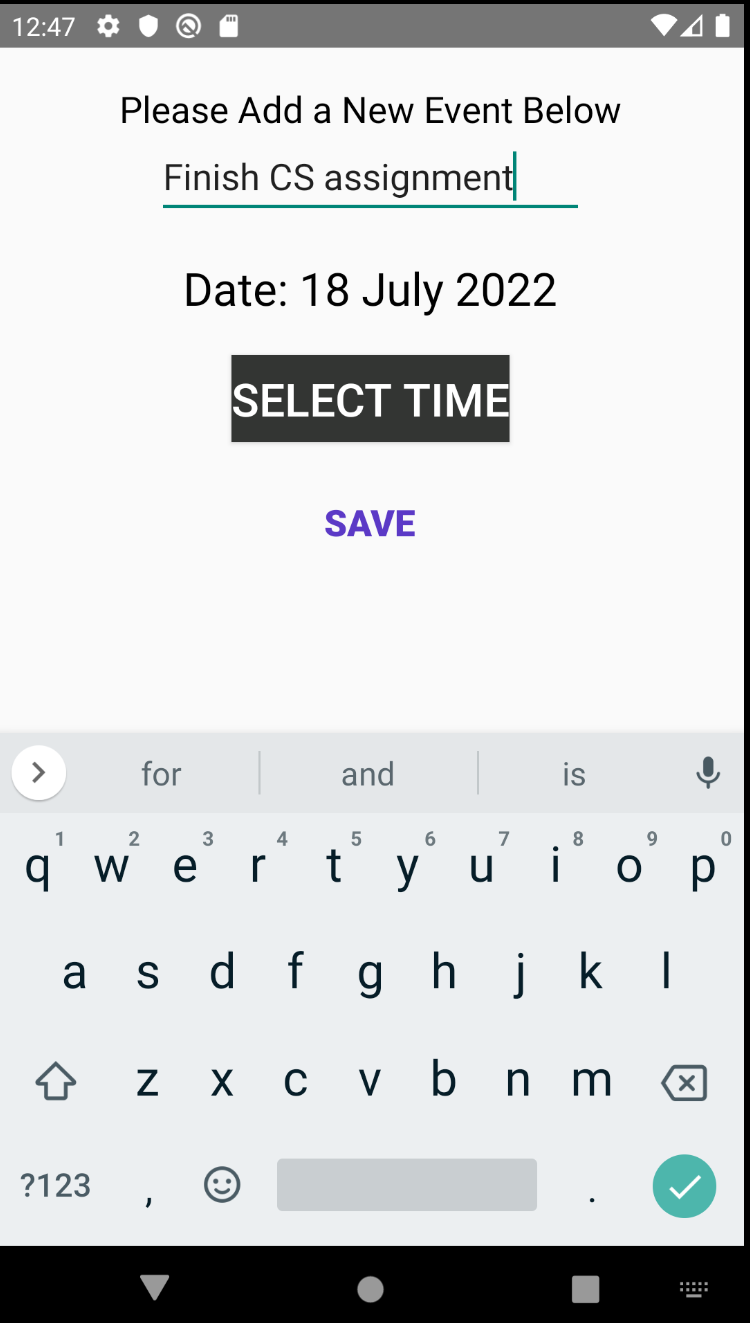 12:47
Please Add a New Event Below
Finish CS assignment
Date: 18 July 2022
SELECT TIME
SAVE
for and is
1 2 3 4 5 6 7 8 9 0
q w e r t y u i o p
a s d f g h j k l
z x c v b n m
?123 , .